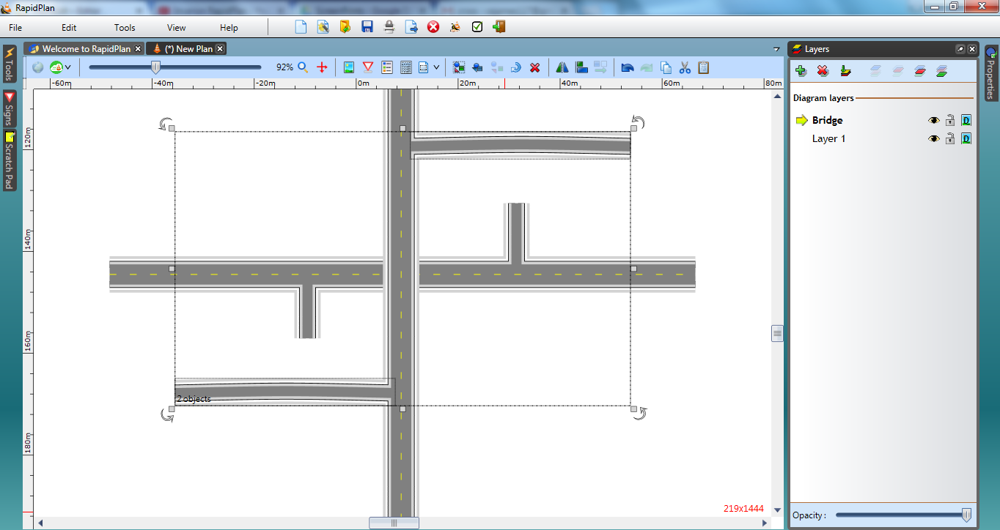 RapidPlan
File Edit Tools View Help
Welcome to RapidPlan (*) New Plan
Layers
Tools
Signs
Scratch Pad
Properties
92%
-60m -40m -20m 0m 20m 40m 60m 80m
120m
140m
160m
180m
Diagram layers
Bridge D
Layer 1 D
2 objects
219x1444
Opacity :